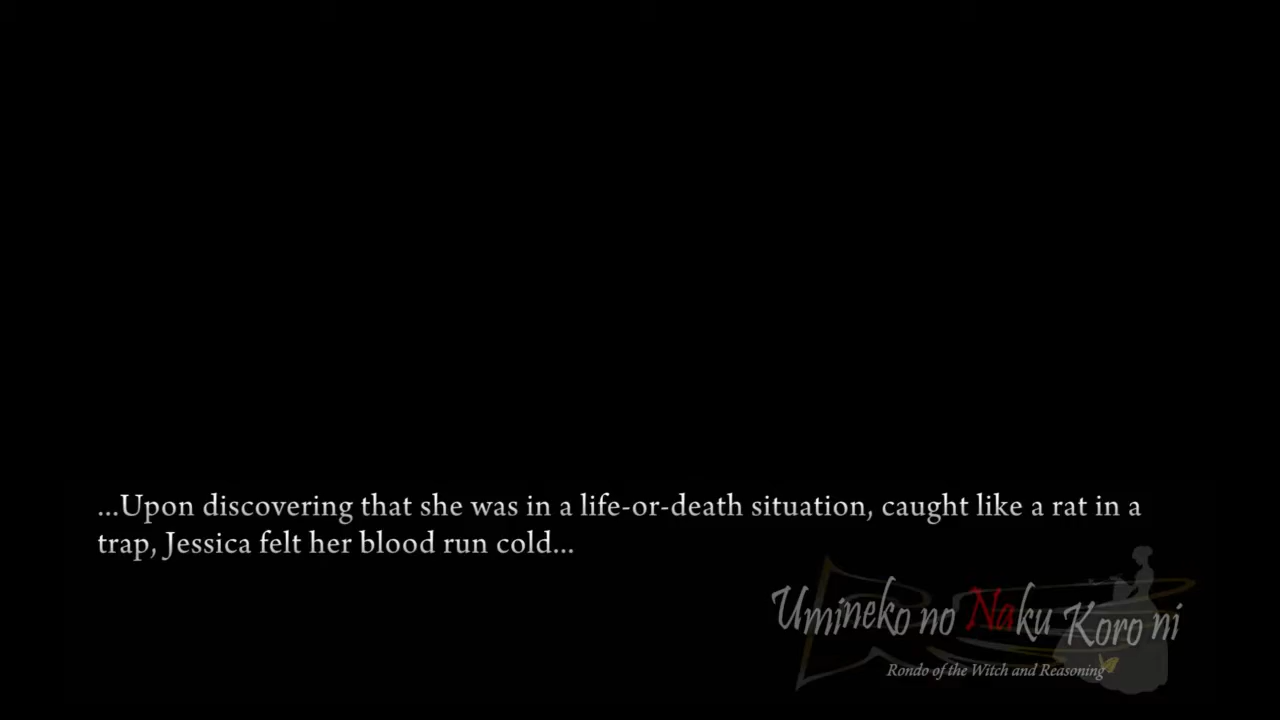 ...Upon discovering that she was in a life-or-death situation, caught like a rat in a
trap, Jessica felt her blood run cold...
Umineko no Naku Koro ni
Rondo of the Witch and Reasoning